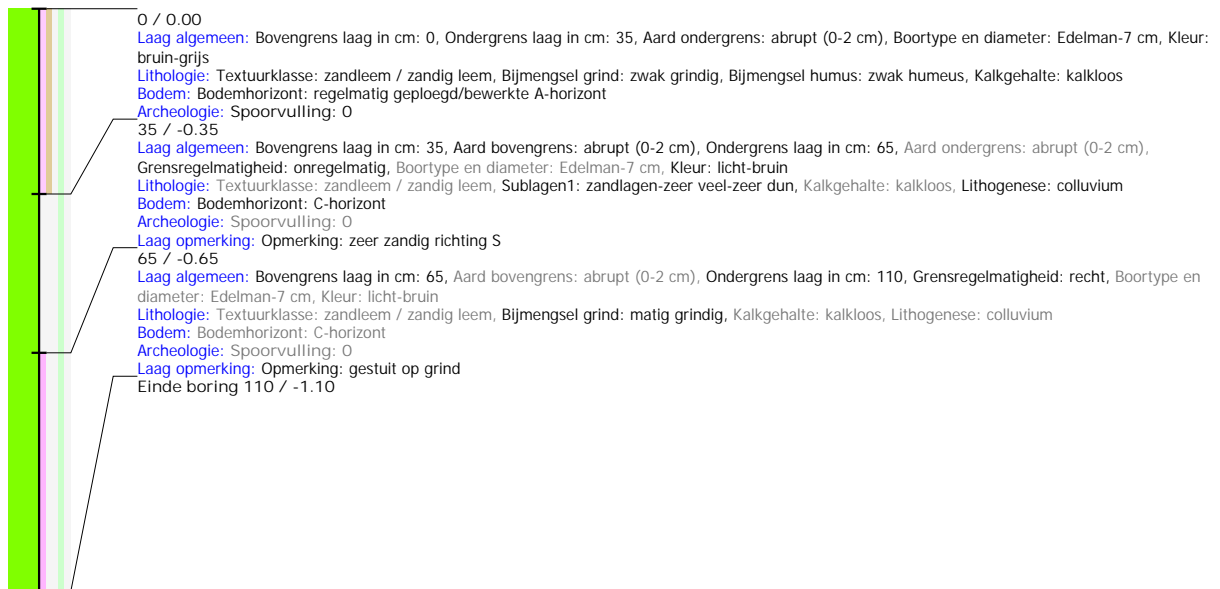 0 / 0.00
Laag algemeen: Bovengrens laag in cm: 0, Ondergrens laag in cm: 35, Aard ondergrens: abrupt (0-2 cm), Boortype en diameter: Edelman-7 cm, Kleur:
bruin-grijs
Lithologie: Textuurklasse: zandleem / zandig leem, Bijmengsel grind: zwak grindig, Bijmengsel humus: zwak humeus, Kalkgehalte: kalkloos
Bodem: Bodemhorizont: regelmatig geploegd/bewerkte A-horizont
Archeologie: Spoorvulling: 0
35 / -0.35
Laag algemeen: Bovengrens laag in cm: 35, Aard bovengrens: abrupt (0-2 cm), Ondergrens laag in cm: 65, Aard ondergrens: abrupt (0-2 cm),
Grensregelmatigheid: onregelmatig, Boortype en diameter: Edelman-7 cm, Kleur: licht-bruin
Lithologie: Textuurklasse: zandleem / zandig leem, Sublagen1: zandlagen-zeer veel-zeer dun, Kalkgehalte: kalkloos, Lithogenese: colluvium
Bodem: Bodemhorizont: C-horizont
Archeologie: Spoorvulling: 0
Laag opmerking: Opmerking: zeer zandig richting S
65 / -0.65
Laag algemeen: Bovengrens laag in cm: 65, Aard bovengrens: abrupt (0-2 cm), Ondergrens laag in cm: 110, Grensregelmatigheid: recht, Boortype en
diameter: Edelman-7 cm, Kleur: licht-bruin
Lithologie: Textuurklasse: zandleem / zandig leem, Bijmengsel grind: matig grindig, Kalkgehalte: kalkloos, Lithogenese: colluvium
Bodem: Bodemhorizont: C-horizont
Archeologie: Spoorvulling: 0
Laag opmerking: Opmerking: gestuit op grind
Einde boring 110 / -1.10